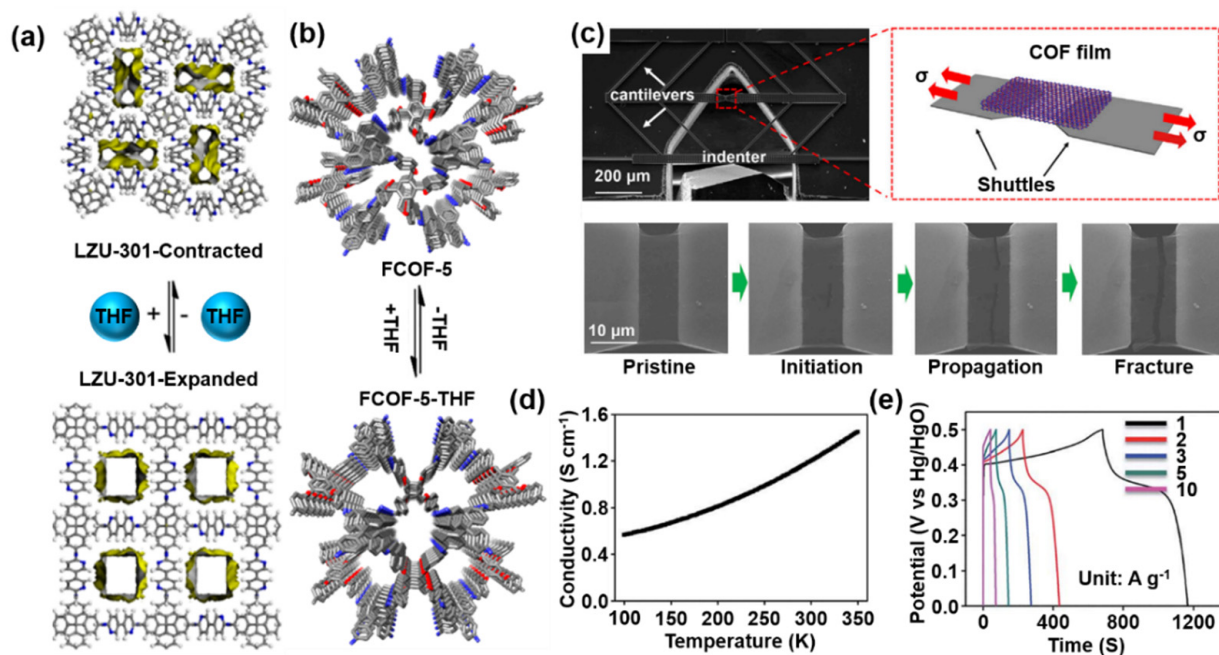 (a)
LZU-301-Contracted
THF + - THF
LZU-301-Expanded
(b)
FCOF-5
+THF
-THF
FCOF-5-THF
(c)
cantilevers
indenter
200 μm
COF film
σ
σ
Shuttles
10 μm
Pristine
Initiation
Propagation
Fracture
(d)
Conductivity (S cm⁻¹)
1.6
1.2
0.8
0.4
0.0
100 150 200 250 300 350
Temperature (K)
(e)
Potential (V vs Hg/HgO)
0.5
0.4
0.3
0.2
0.1
0.0
1
2
3
5
10
Unit: A g⁻¹
0 400 800 1200
Time (S)